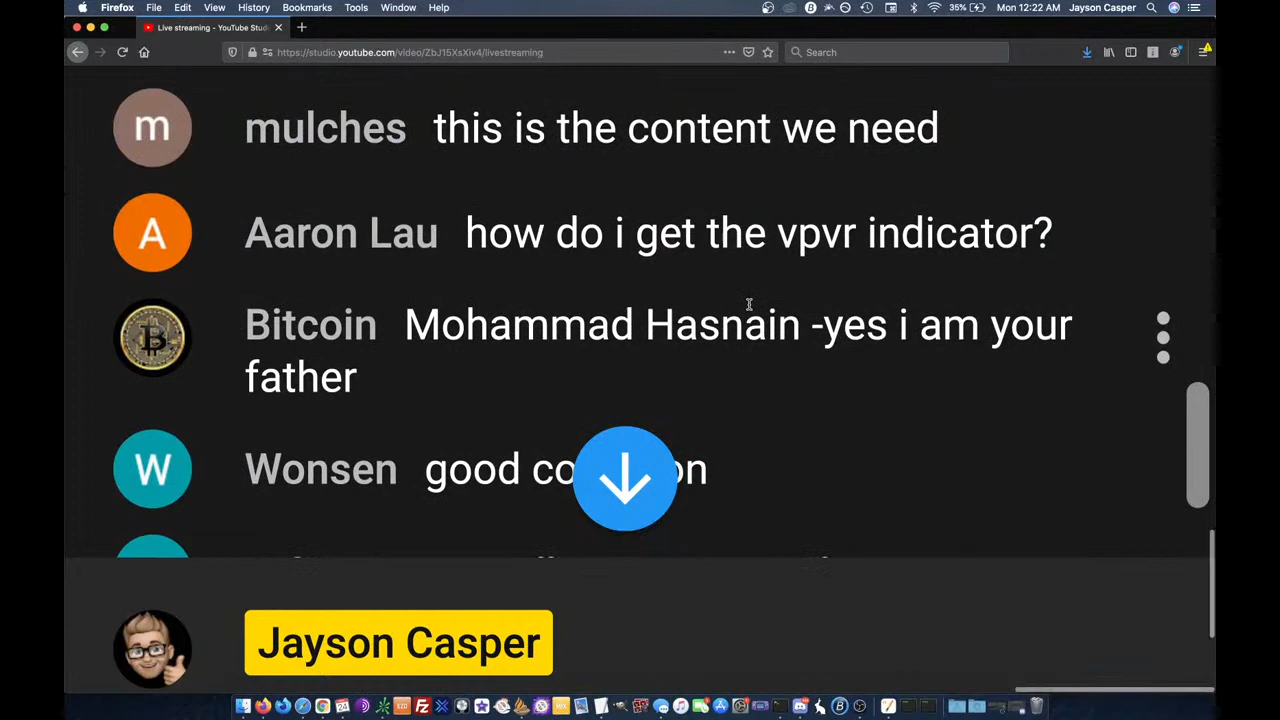 Firefox File Edit View History Bookmarks Tools Window Help
35% Mon 12:22 AM Jayson Casper
Live streaming - YouTube Studi
https://studio.youtube.com/video/ZbJ15XsXiv4/livestreaming
Search
m
mulches this is the content we need
A
Aaron Lau how do i get the vpvr indicator?
Bitcoin Mohammad Hasnain -yes i am your
father
W
Wonsen good co on
Jayson Casper